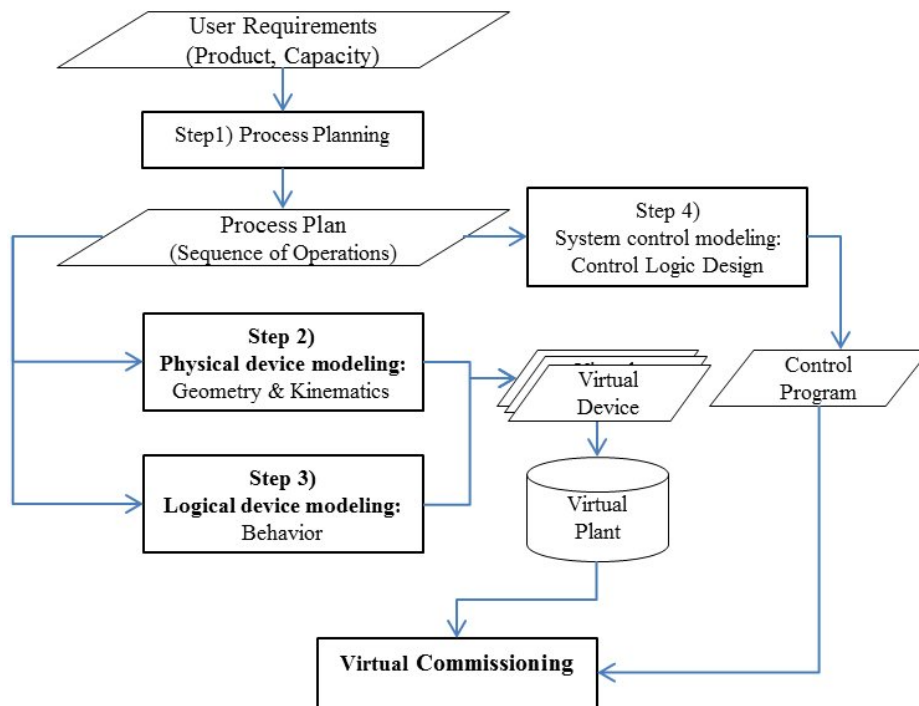 User Requirements
(Product, Capacity)
Step1) Process Planning
Process Plan
(Sequence of Operations)
Step 4)
System control modeling:
Control Logic Design
Step 2)
Physical device modeling:
Geometry & Kinematics
Virtual
Device
Control
Program
Step 3)
Logical device modeling:
Behavior
Virtual
Plant
Virtual Commissioning